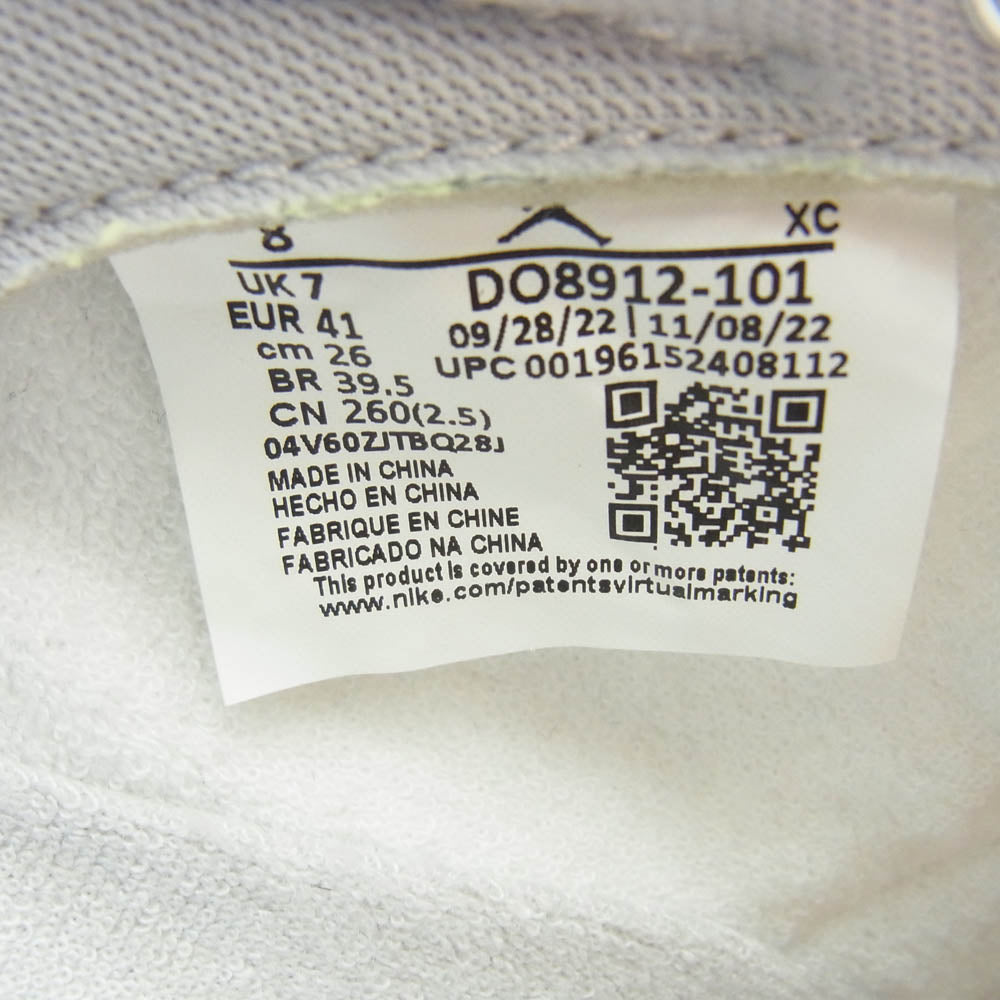 8 XC
UK 7 DO8912-101
EUR 41 09/28/22 | 11/08/22
cm 26 UPC 00196152408112
BR 39.5
CN 260(2.5)
04V60ZJTBQ28J
MADE IN CHINA
HECHO EN CHINA
FABRIQUE EN CHINE
FABRICADO NA CHINA
This product is covered by one or more patents:
www.nike.com/patentsvirtualmarking